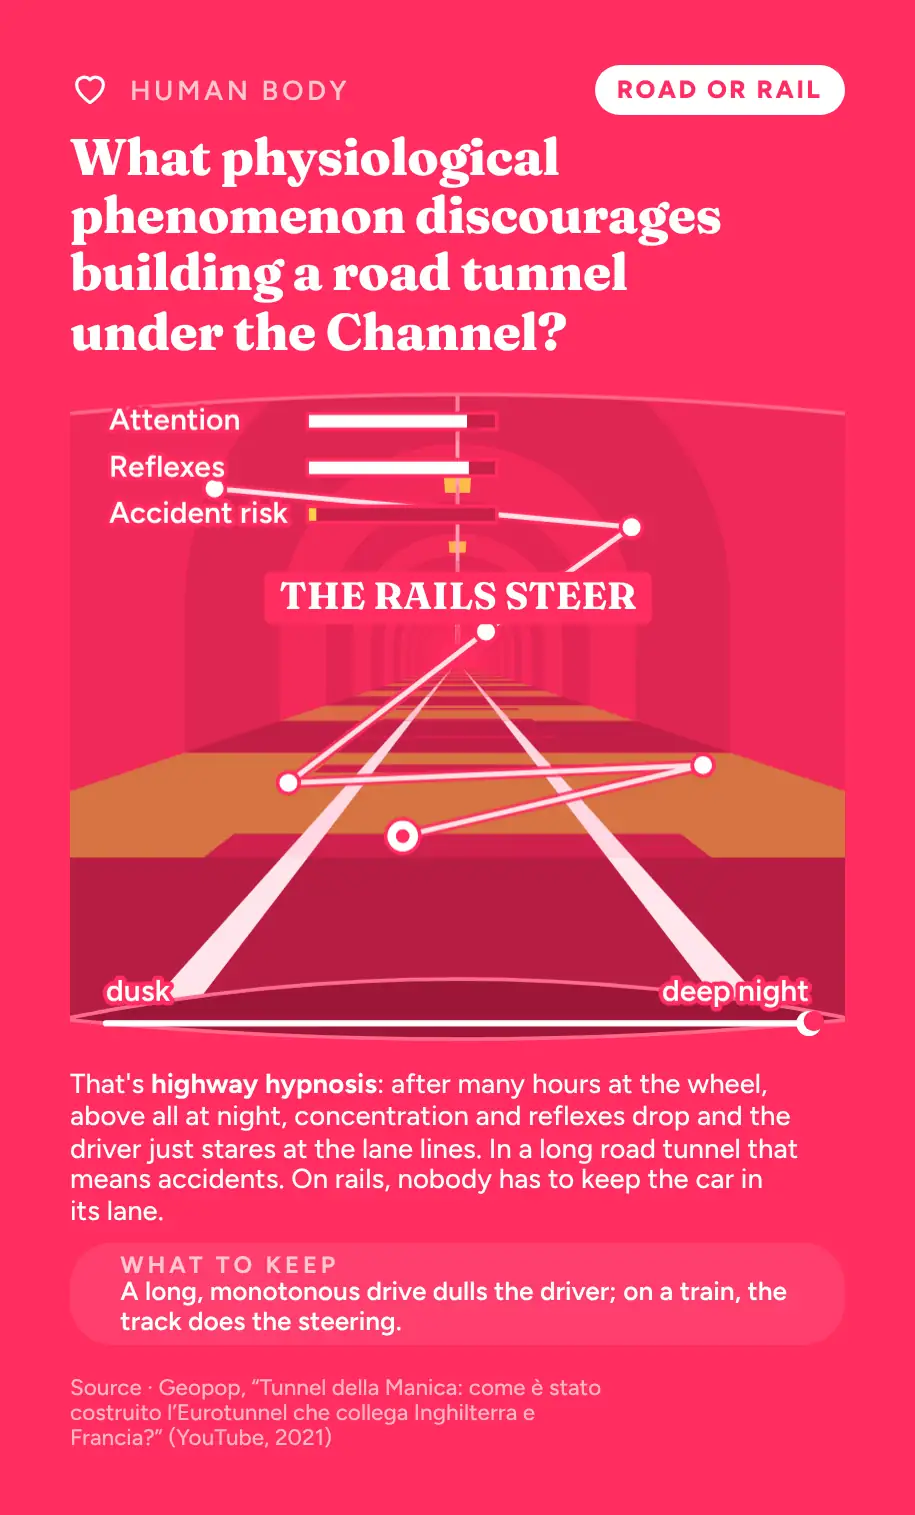 HUMAN BODY
ROAD OR RAIL
What physiological
phenomenon discourages
building a road tunnel
under the Channel?
Attention
Reflexes
Accident risk
THE RAILS STEER
dusk
deep night
That's highway hypnosis: after many hours at the wheel,
above all at night, concentration and reflexes drop and the
driver just stares at the lane lines. In a long road tunnel that
means accidents. On rails, nobody has to keep the car in
its lane.
WHAT TO KEEP
A long, monotonous drive dulls the driver; on a train, the
track does the steering.
Source · Geopop, “Tunnel della Manica: come è stato
costruito l’Eurotunnel che collega Inghilterra e
Francia?” (YouTube, 2021)